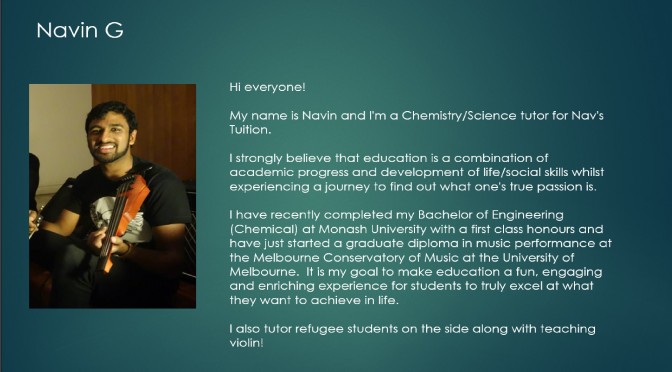 Navin G
Hi everyone!
My name is Navin and I'm a Chemistry/Science tutor for Nav's
Tuition.
I strongly believe that education is a combination of
academic progress and development of life/social skills whilst
experiencing a journey to find out what one's true passion is.
I have recently completed my Bachelor of Engineering
(Chemical) at Monash University with a first class honours and
have just started a graduate diploma in music performance at
the Melbourne Conservatory of Music at the University of
Melbourne.  It is my goal to make education a fun, engaging
and enriching experience for students to truly excel at what
they want to achieve in life.
I also tutor refugee students on the side along with teaching
violin!